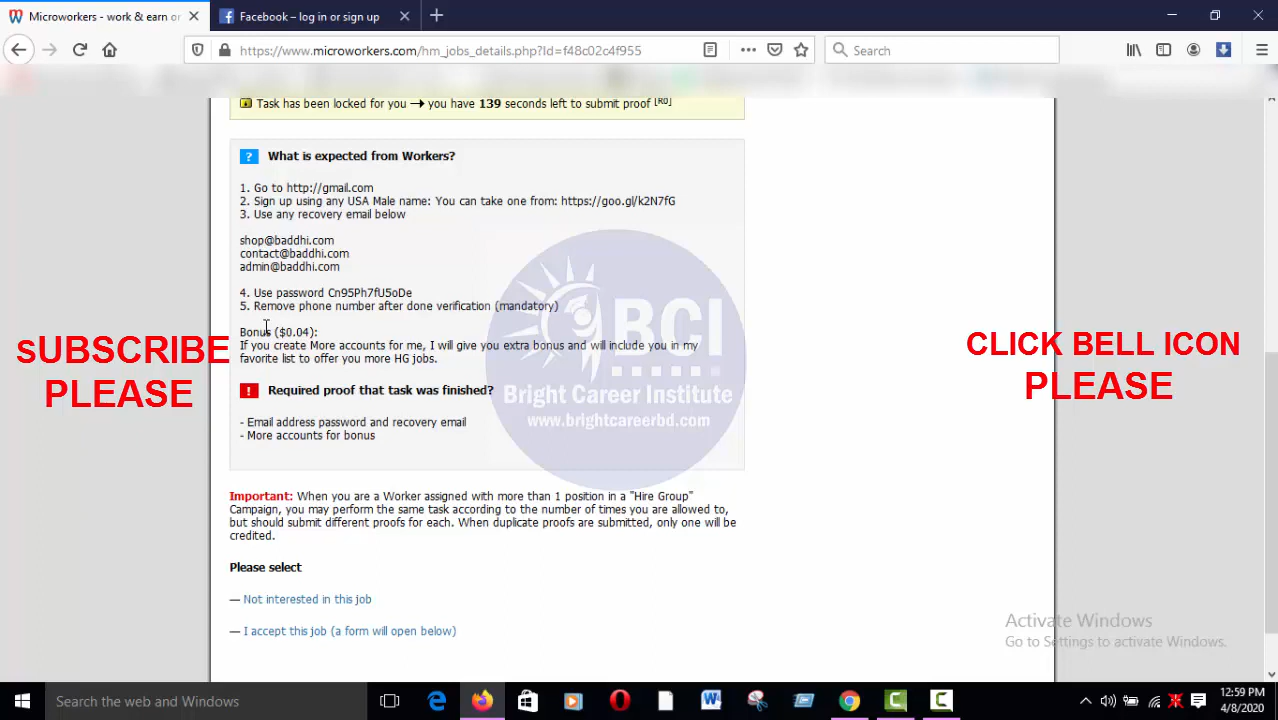 Microworkers - work & earn or
Facebook – log in or sign up
https://www.microworkers.com/hm_jobs_details.php?Id=f48c02c4f955
Search
Task has been locked for you → you have 139 seconds left to submit proof [R0]
What is expected from Workers?
1. Go to http://gmail.com
2. Sign up using any USA Male name: You can take one from: https://goo.gl/k2N7fG
3. Use any recovery email below
shop@baddhi.com
contact@baddhi.com
admin@baddhi.com
4. Use password Cn95Ph7fU5oDe
5. Remove phone number after done verification (mandatory)
Bonus ($0.04):
If you create More accounts for me, I will give you extra bonus and will include you in my
favorite list to offer you more HG jobs.
Required proof that task was finished?
- Email address password and recovery email
- More accounts for bonus
BCI
Bright Career Institute
www.brightcareerbd.com
sUBSCRIBE
PLEASE
CLICK BELL ICON
PLEASE
Important: When you are a Worker assigned with more than 1 position in a "Hire Group"
Campaign, you may perform the same task according to the number of times you are allowed to,
but should submit different proofs for each. When duplicate proofs are submitted, only one will be
credited.
Please select
— Not interested in this job
— I accept this job (a form will open below)
Activate Windows
Go to Settings to activate Windows.
Search the web and Windows
12:59 PM
4/8/2020